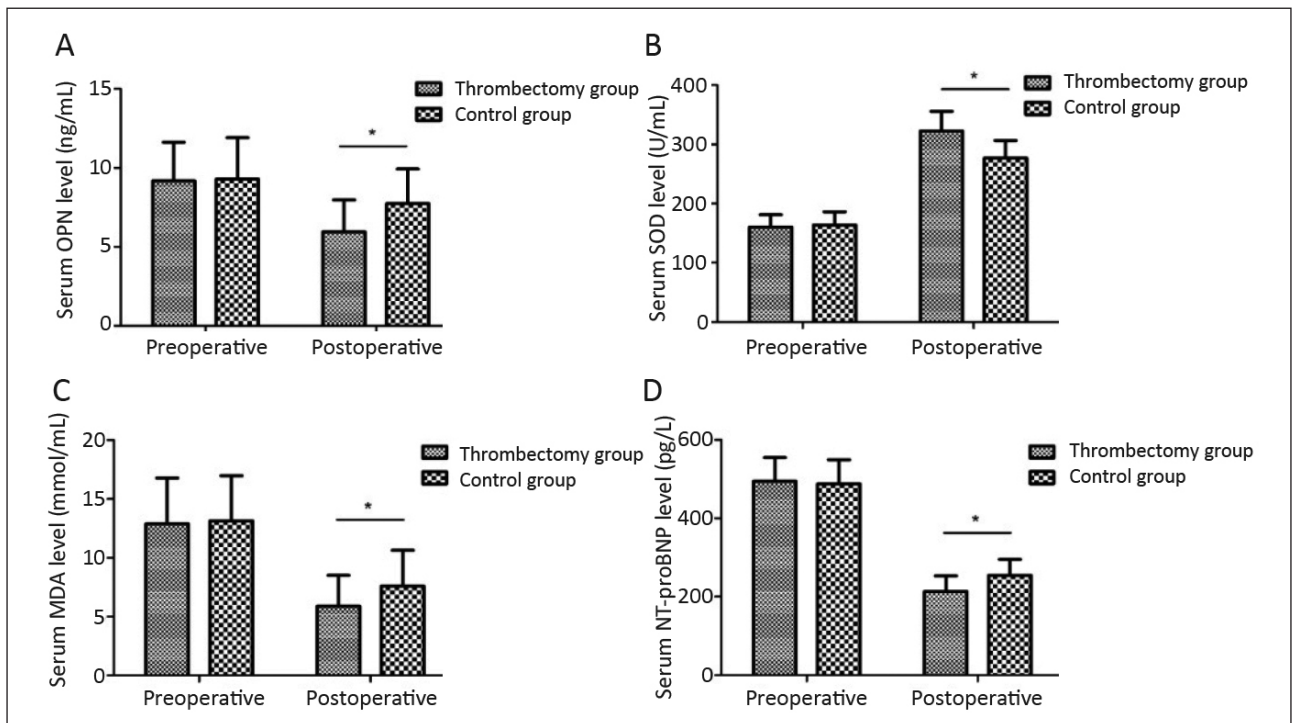 A
Serum OPN level (ng/mL)
15
10
5
0
Thrombectomy group
Control group
*
Preoperative
Postoperative
B
Serum SOD level (U/mL)
400
300
200
100
0
Thrombectomy group
Control group
*
Preoperative
Postoperative
C
Serum MDA level (mmol/mL)
20
15
10
5
0
Thrombectomy group
Control group
*
Preoperative
Postoperative
D
Serum NT-proBNP level (pg/L)
600
400
200
0
Thrombectomy group
Control group
*
Preoperative
Postoperative